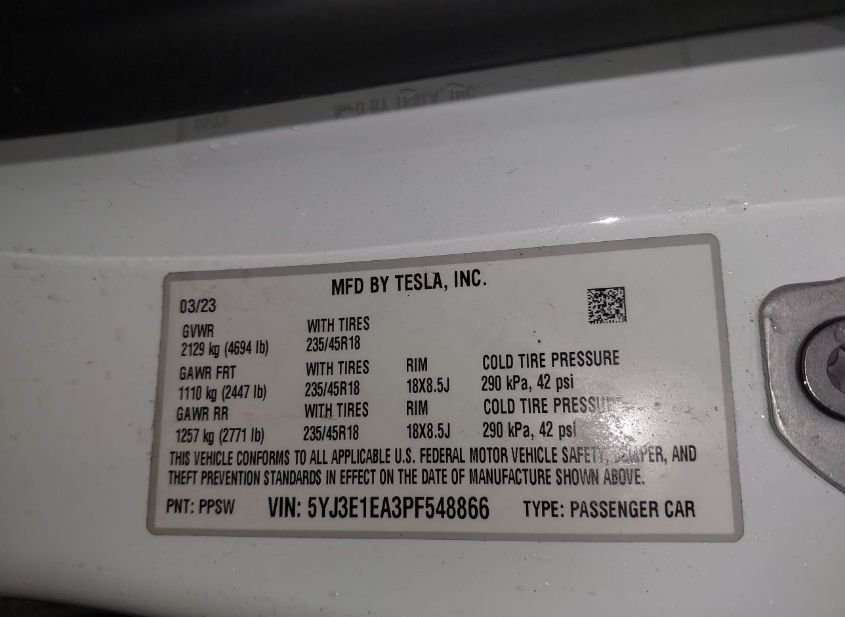 MFD BY TESLA, INC.
03/23
GVWR WITH TIRES
2129 kg (4694 lb) 235/45R18
GAWR FRT WITH TIRES RIM COLD TIRE PRESSURE
1110 kg (2447 lb) 235/45R18 18X8.5J 290 kPa, 42 psi
GAWR RR WITH TIRES RIM COLD TIRE PRESSURE
1257 kg (2771 lb) 235/45R18 18X8.5J 290 kPa, 42 psi
THIS VEHICLE CONFORMS TO ALL APPLICABLE U.S. FEDERAL MOTOR VEHICLE SAFETY, BUMPER, AND
THEFT PREVENTION STANDARDS IN EFFECT ON THE DATE OF MANUFACTURE SHOWN ABOVE.
PNT: PPSW VIN: 5YJ3E1EA3PF548866 TYPE: PASSENGER CAR